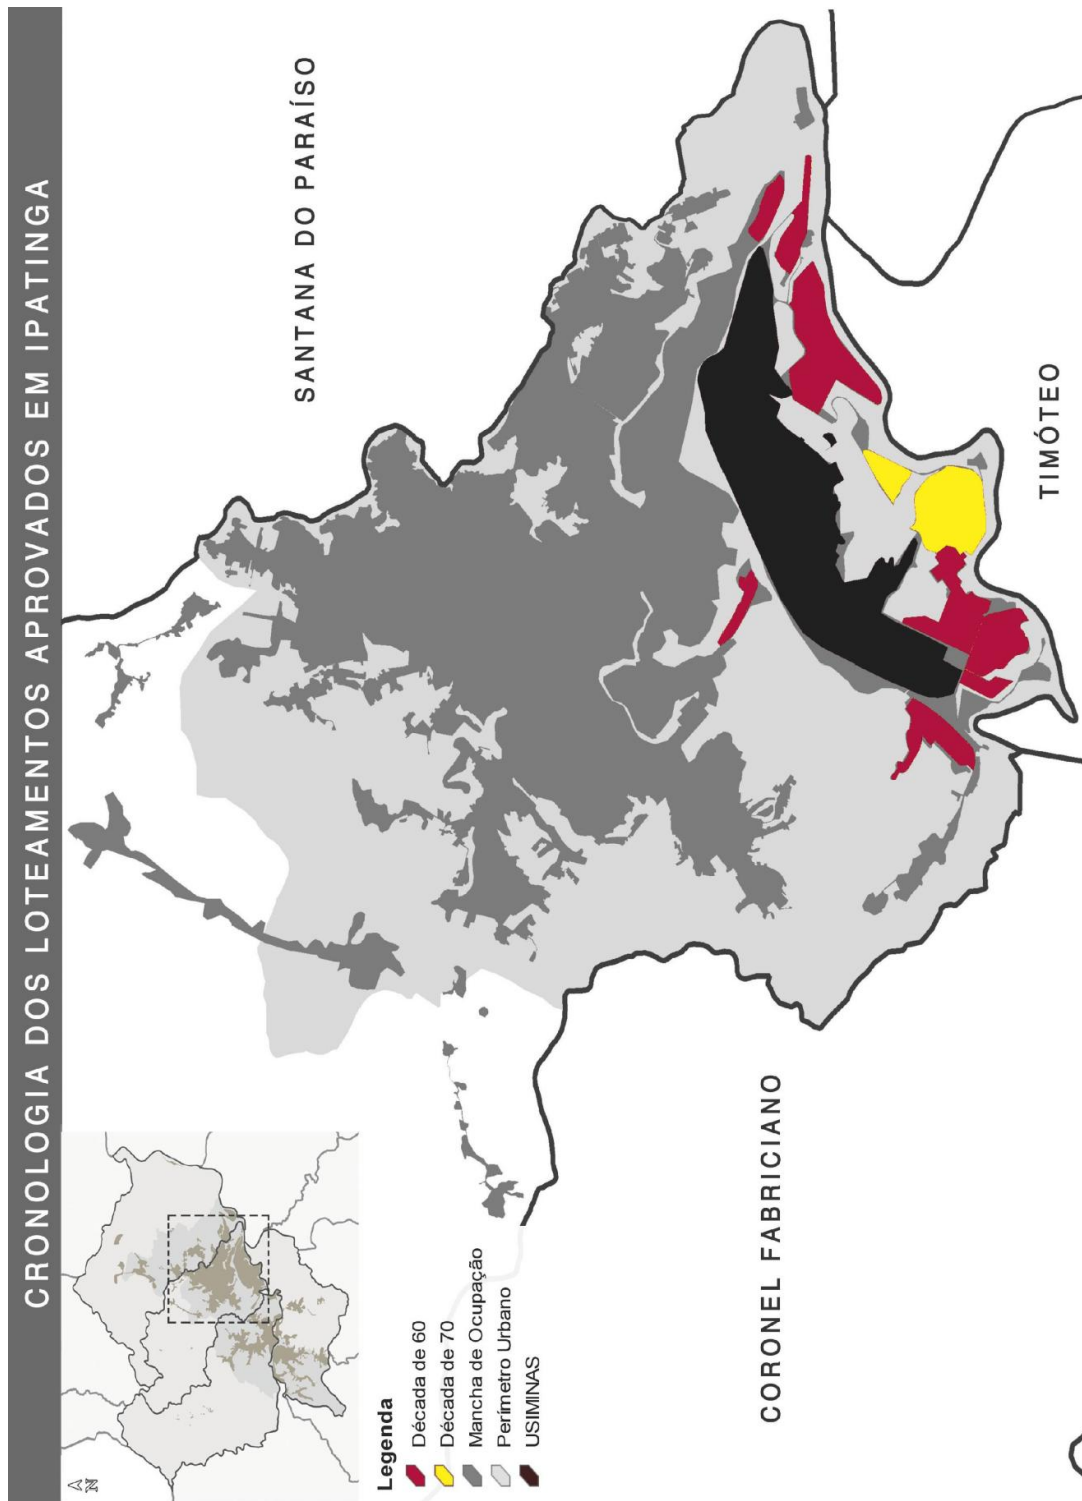 CRONOLOGIA DOS LOTEAMENTOS APROVADOS EM IPATINGA
SANTANA DO PARAÍSO
TIMÓTEO
CORONEL FABRICIANO
N
Legenda
Década de 60
Década de 70
Mancha de Ocupação
Perímetro Urbano
USIMINAS